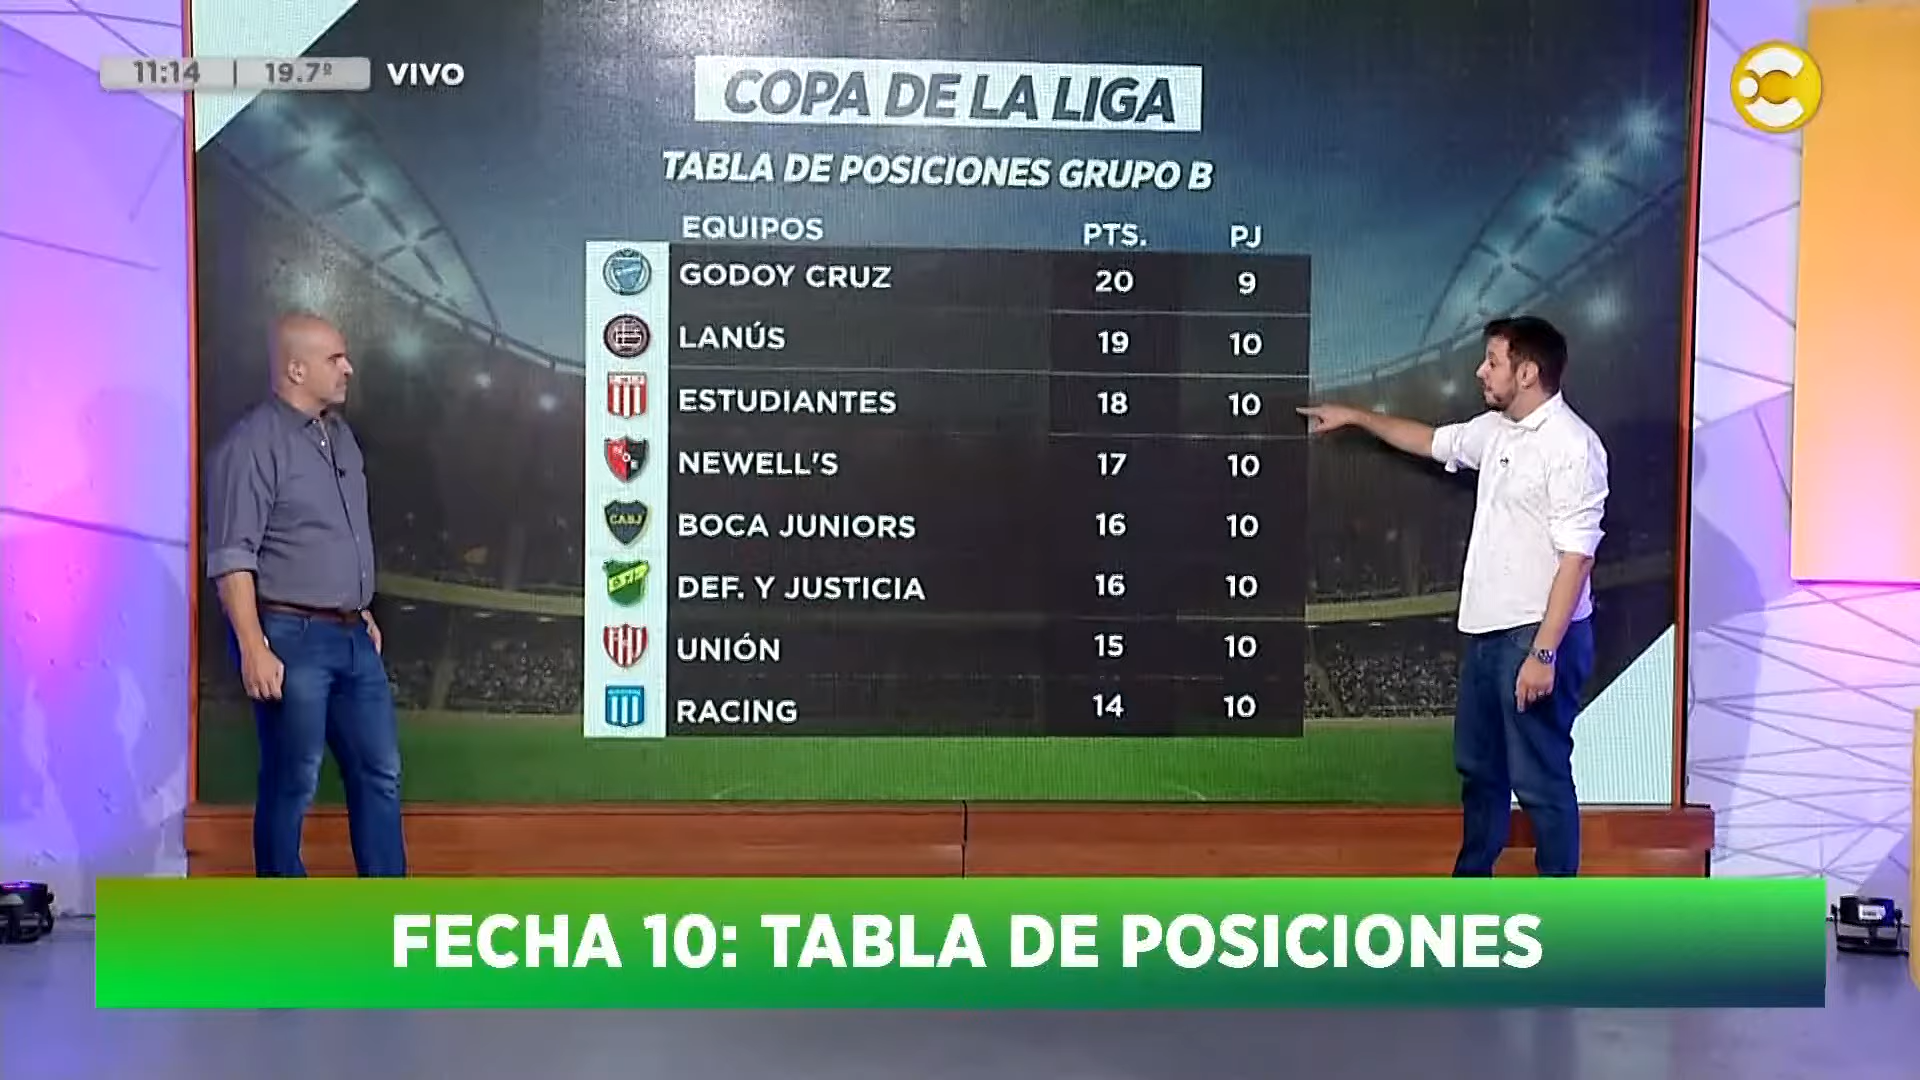 11:14 | 19.7º VIVO
COPA DE LA LIGA
TABLA DE POSICIONES GRUPO B
EQUIPOS PTS. PJ
GODOY CRUZ 20 9
LANÚS 19 10
ESTUDIANTES 18 10
NEWELL'S 17 10
CABJ BOCA JUNIORS 16 10
DEF. Y JUSTICIA 16 10
UNIÓN 15 10
RACING 14 10
FECHA 10: TABLA DE POSICIONES